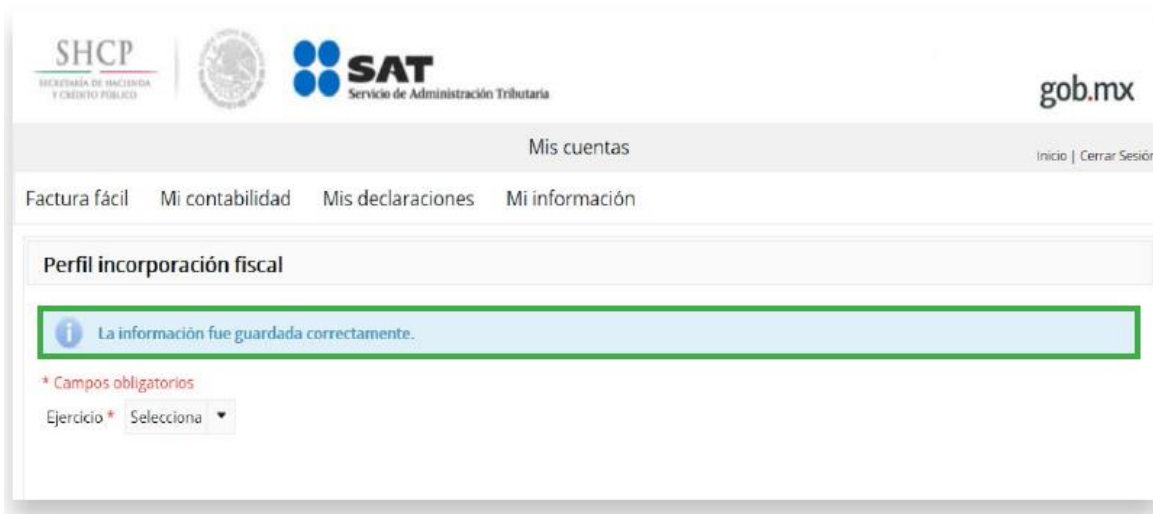 SHCP
SECRETARÍA DE HACIENDA
Y CRÉDITO PÚBLICO
SAT
Servicio de Administración Tributaria
gob.mx
Mis cuentas
Inicio | Cerrar Sesión
Factura fácil Mi contabilidad Mis declaraciones Mi información
Perfil incorporación fiscal
La información fue guardada correctamente.
* Campos obligatorios
Ejercicio * Selecciona